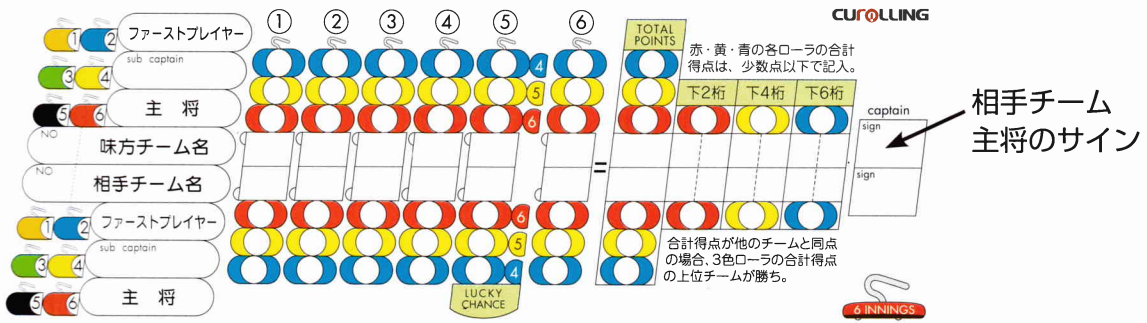 ① ② ③ ④ ⑤ ⑥
TOTAL
POINTS
CUROLLING
1 2 ファーストプレイヤー
sub captain
3 4
5 6 主 将
4
5
6
赤・黄・青の各ローラの合計
得点は、少数点以下で記入。
下2桁 下4桁 下6桁
captain
sign
sign
相手チーム
主将のサイン
NO 味方チーム名
NO 相手チーム名
=
1 2 ファーストプレイヤー
sub captain
3 4
5 6 主 将
6
5
4
LUCKY
CHANCE
合計得点が他のチームと同点
の場合、3色ローラの合計得点
の上位チームが勝ち。
6 INNINGS